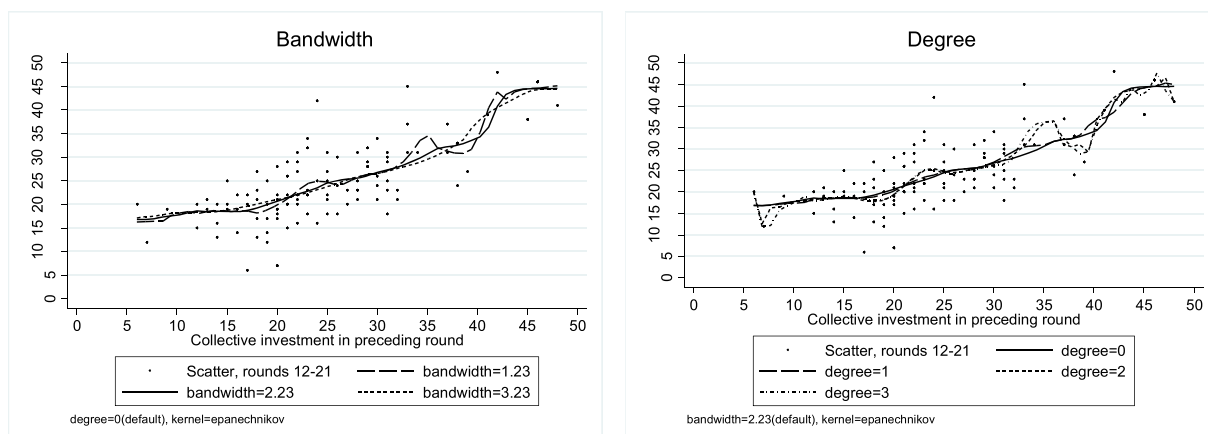 Bandwidth
50
45
40
35
30
25
20
15
10
5
0
0 5 10 15 20 25 30 35 40 45 50
Collective investment in preceding round
Scatter, rounds 12-21 bandwidth=1.23
bandwidth=2.23 bandwidth=3.23
degree=0(default), kernel=epanechnikov
Degree
50
45
40
35
30
25
20
15
10
5
0
0 5 10 15 20 25 30 35 40 45 50
Collective investment in preceding round
Scatter, rounds 12-21 degree=0
degree=1 degree=2
degree=3
bandwidth=2.23(default), kernel=epanechnikov